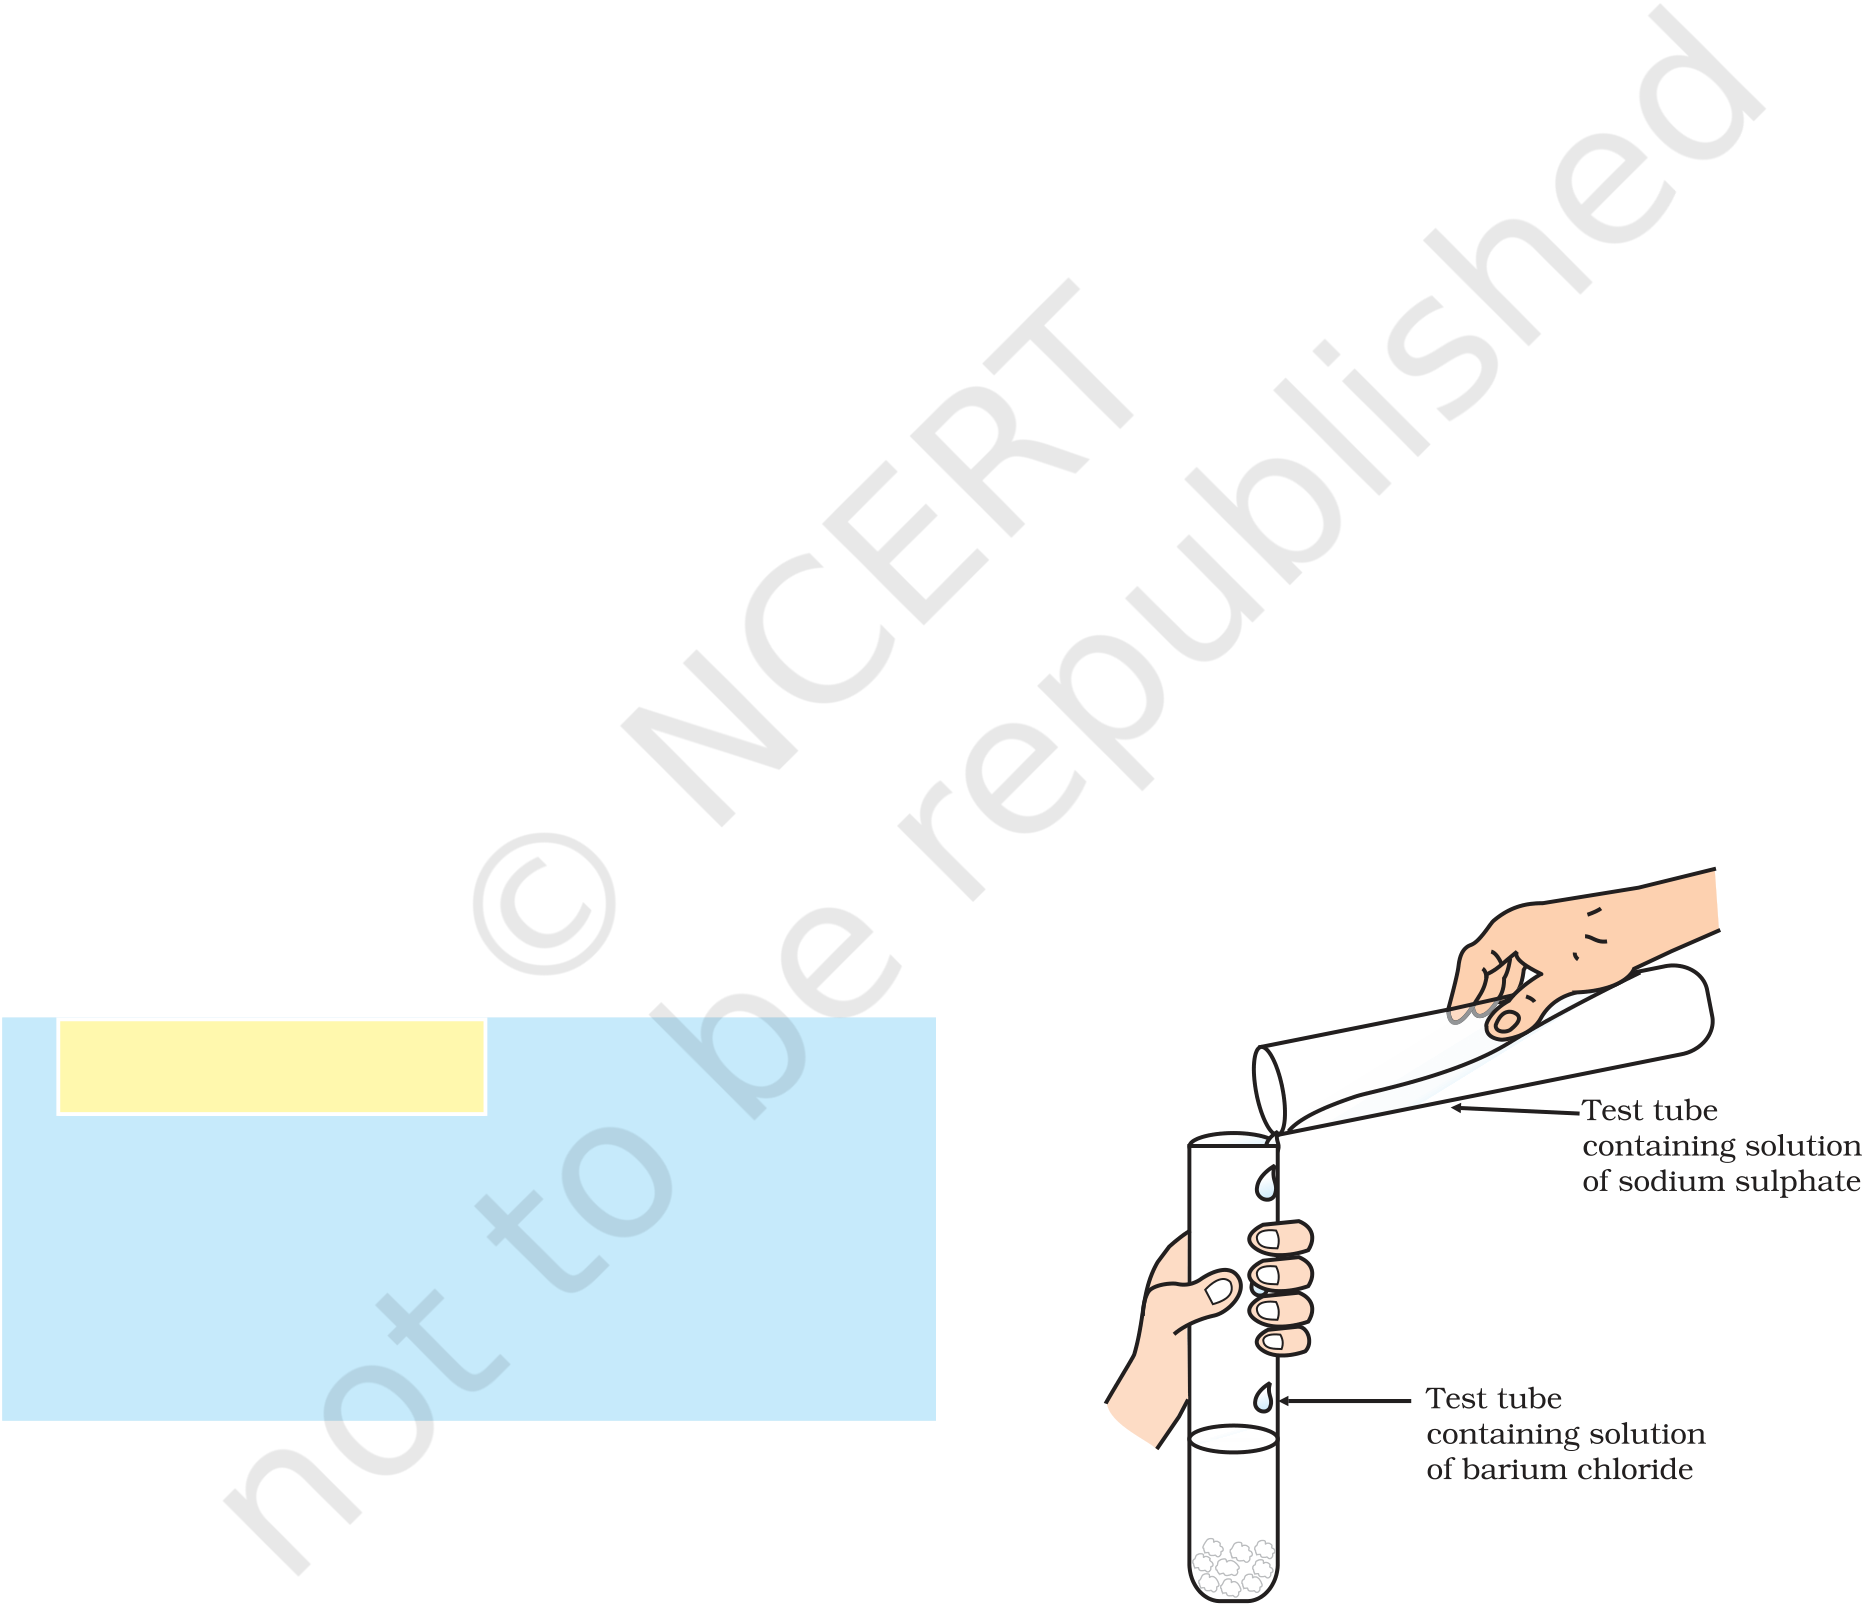 © NCERT
not to be republished
Test tube
containing solution
of sodium sulphate
Test tube
containing solution
of barium chloride